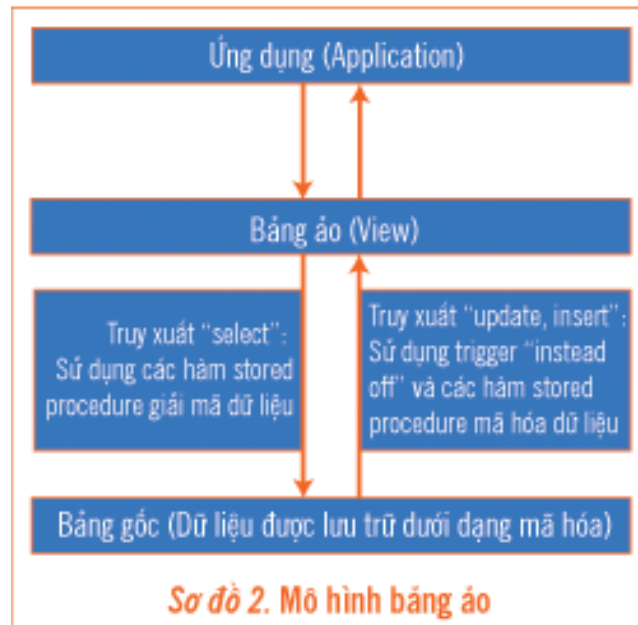 Ứng dụng (Application)
Bảng ảo (View)
Truy xuất “select”:
Sử dụng các hàm stored
procedure giải mã dữ liệu
Truy xuất “update, insert”:
Sử dụng trigger “instead
off” và các hàm stored
procedure mã hóa dữ liệu
Bảng gốc (Dữ liệu được lưu trữ dưới dạng mã hóa)
Sơ đồ 2. Mô hình bảng ảo